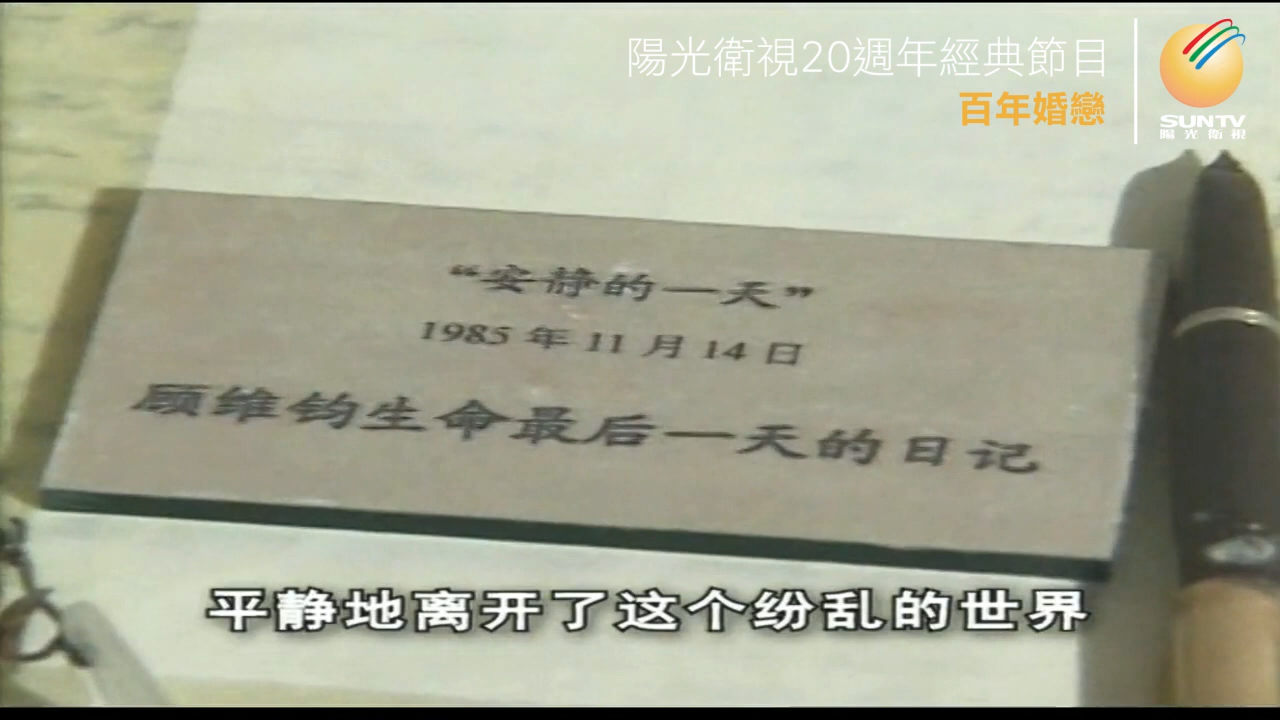 陽光衛視20週年經典節目
百年婚戀
SUNTV
陽光衛視
“安静的一天”
1985年11月14日
顾维钧生命最后一天的日记
平静地离开了这个纷乱的世界